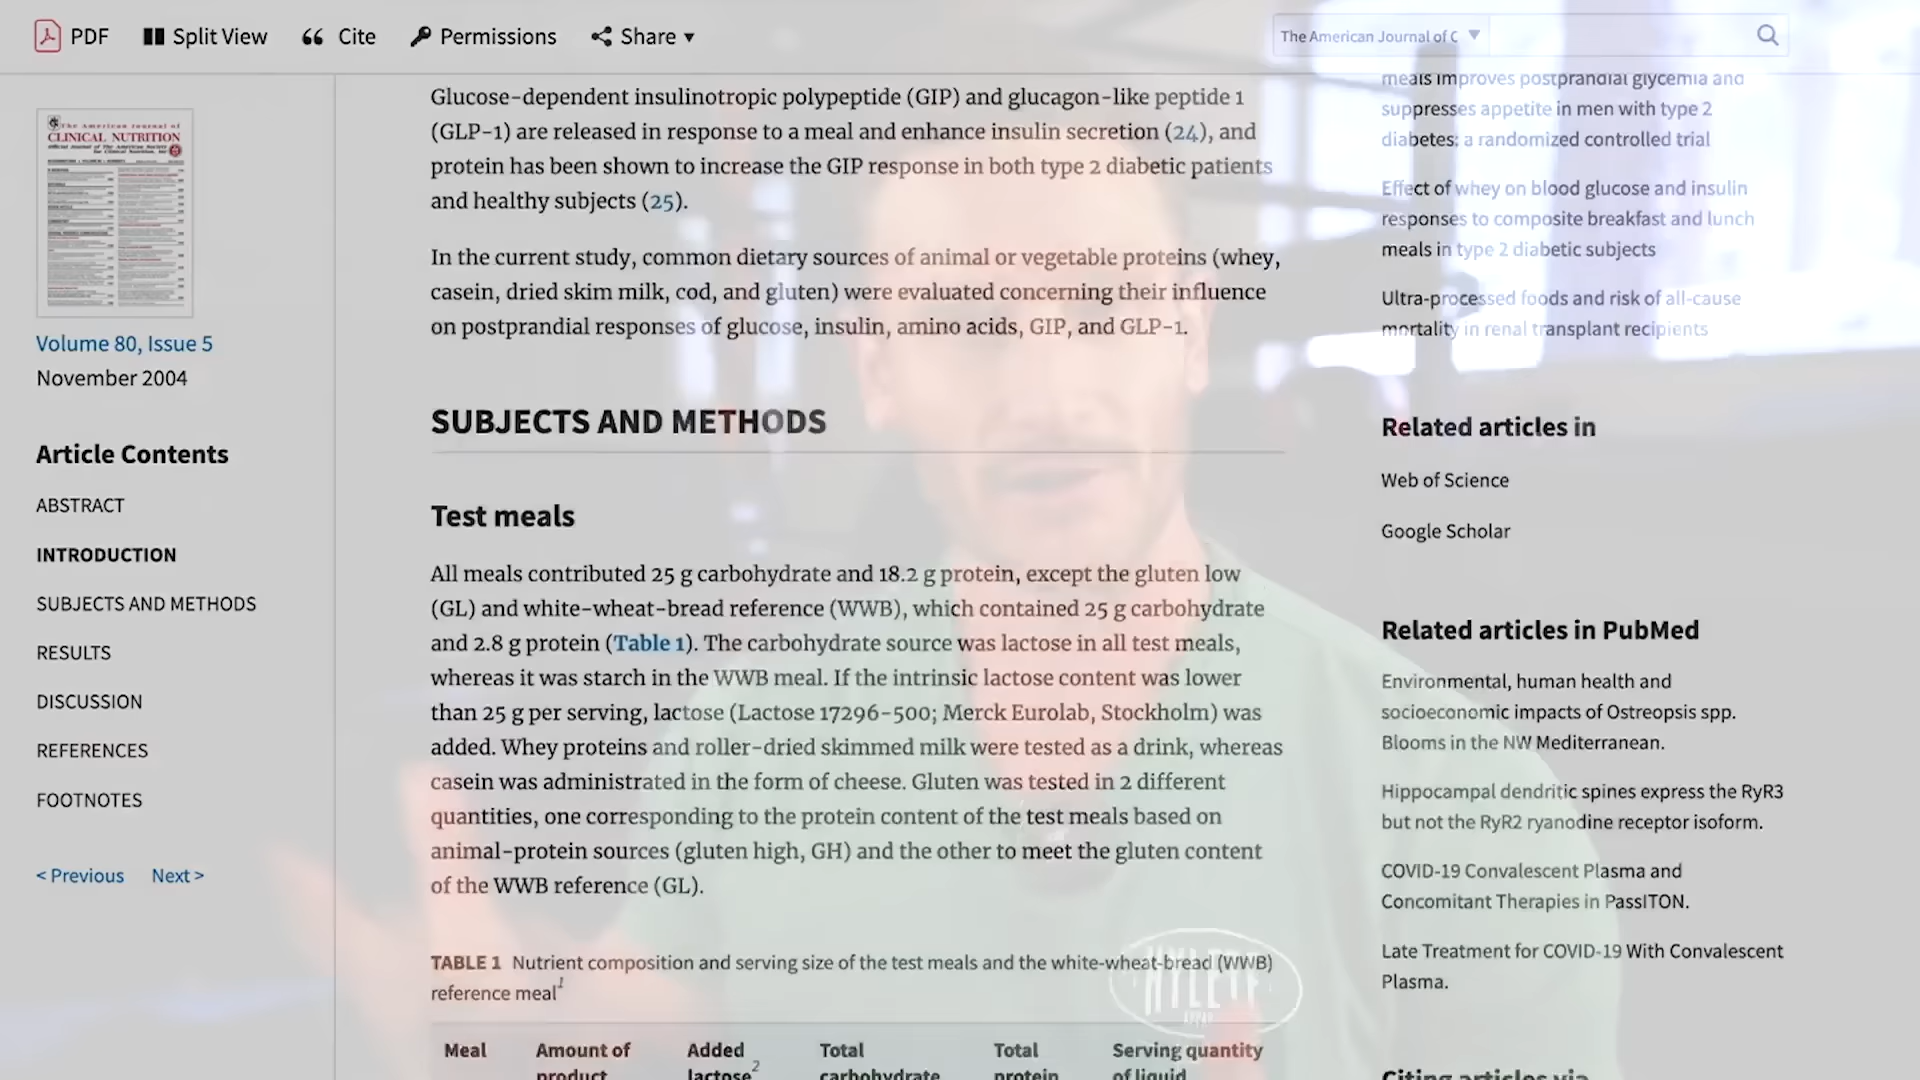 PDF
Split View
Cite
Permissions
Share
The American Journal of C
The American Journal of
CLINICAL NUTRITION
Volume 80, Issue 5
November 2004
Article Contents
ABSTRACT
INTRODUCTION
SUBJECTS AND METHODS
RESULTS
DISCUSSION
REFERENCES
FOOTNOTES
< Previous Next >
Glucose-dependent insulinotropic polypeptide (GIP) and glucagon-like peptide 1
(GLP-1) are released in response to a meal and enhance insulin secretion (24), and
protein has been shown to increase the GIP response in both type 2 diabetic patients
and healthy subjects (25).
In the current study, common dietary sources of animal or vegetable proteins (whey,
casein, dried skim milk, cod, and gluten) were evaluated concerning their influence
on postprandial responses of glucose, insulin, amino acids, GIP, and GLP-1.
SUBJECTS AND METHODS
Test meals
All meals contributed 25 g carbohydrate and 18.2 g protein, except the gluten low
(GL) and white-wheat-bread reference (WWB), which contained 25 g carbohydrate
and 2.8 g protein (Table 1). The carbohydrate source was lactose in all test meals,
whereas it was starch in the WWB meal. If the intrinsic lactose content was lower
than 25 g per serving, lactose (Lactose 17296-500; Merck Eurolab, Stockholm) was
added. Whey proteins and roller-dried skimmed milk were tested as a drink, whereas
casein was administrated in the form of cheese. Gluten was tested in 2 different
quantities, one corresponding to the protein content of the test meals based on
animal-protein sources (gluten high, GH) and the other to meet the gluten content
of the WWB reference (GL).
TABLE 1 Nutrient composition and serving size of the test meals and the white-wheat-bread (WWB)
reference meal1
Meal Amount of Added Total Total Serving quantity
product lactose2 carbohydrate protein of liquid
meals improves postprandial glycemia and
suppresses appetite in men with type 2
diabetes: a randomized controlled trial
Effect of whey on blood glucose and insulin
responses to composite breakfast and lunch
meals in type 2 diabetic subjects
Ultra-processed foods and risk of all-cause
mortality in renal transplant recipients
Related articles in
Web of Science
Google Scholar
Related articles in PubMed
Environmental, human health and
socioeconomic impacts of Ostreopsis spp.
Blooms in the NW Mediterranean.
Hippocampal dendritic spines express the RyR3
but not the RyR2 ryanodine receptor isoform.
COVID-19 Convalescent Plasma and
Concomitant Therapies in PassITON.
Late Treatment for COVID-19 With Convalescent
Plasma.
Citing articles via